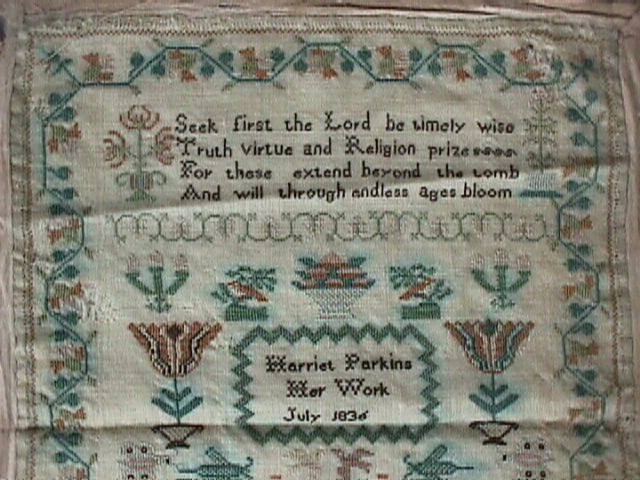 Seek first the Lord be timely wise
Truth virtue and Religion prize
For these extend beyond the tomb
And will through endless ages bloom
Harriet Parkins
Her Work
July 1836